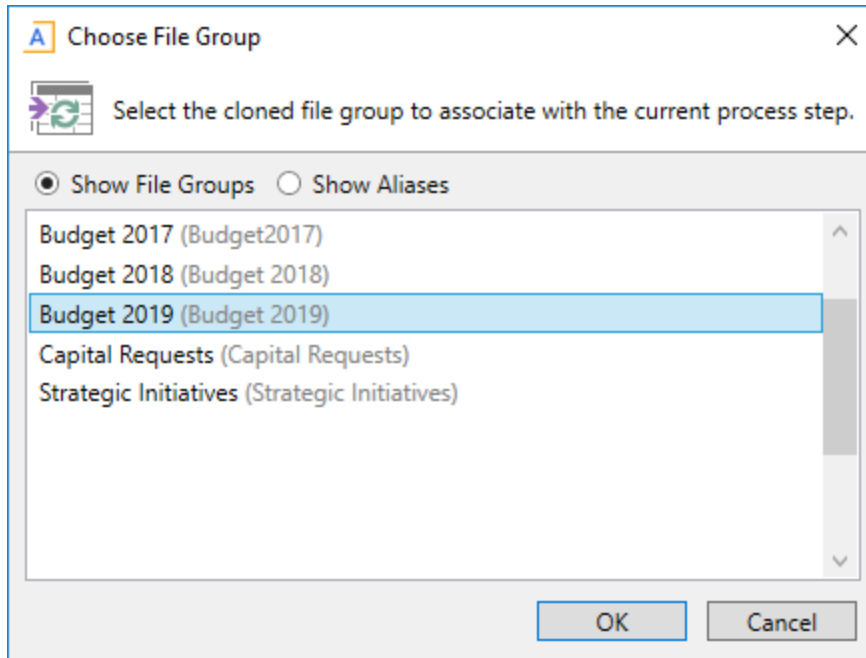 A Choose File Group
Select the cloned file group to associate with the current process step.
Show File Groups Show Aliases
Budget 2017 (Budget2017)
Budget 2018 (Budget 2018)
Budget 2019 (Budget 2019)
Capital Requests (Capital Requests)
Strategic Initiatives (Strategic Initiatives)
OK Cancel